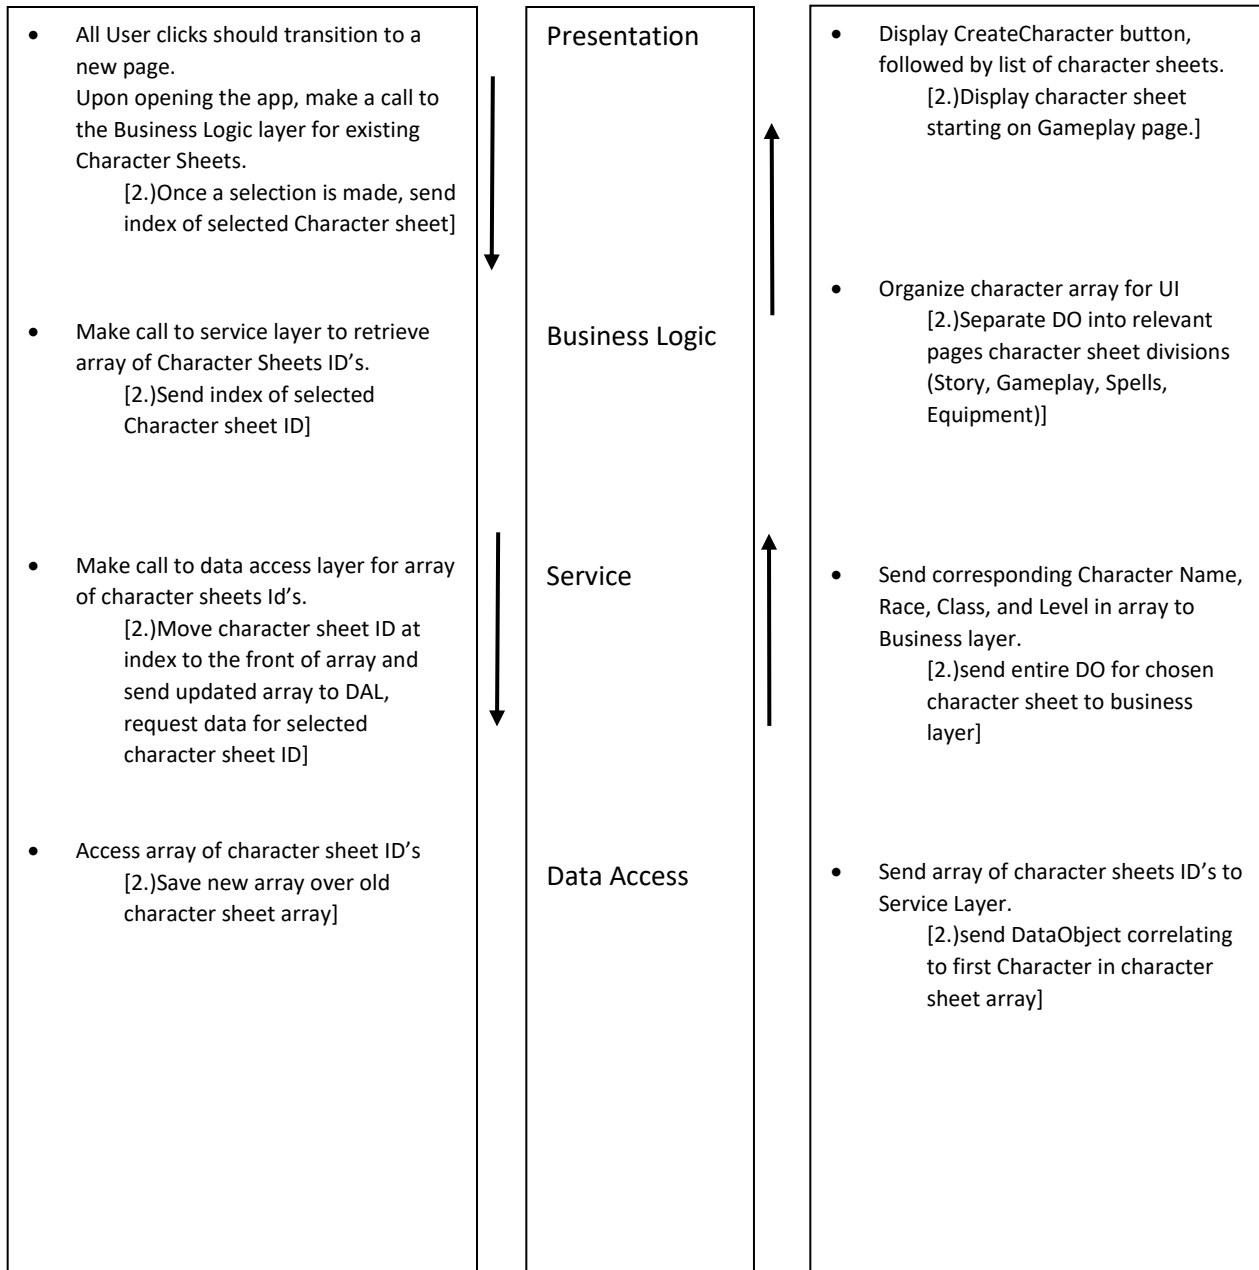 • All User clicks should transition to a
new page.
Upon opening the app, make a call to
the Business Logic layer for existing
Character Sheets.
[2.)Once a selection is made, send
index of selected Character sheet]
• Make call to service layer to retrieve
array of Character Sheets ID’s.
[2.)Send index of selected
Character sheet ID]
• Make call to data access layer for array
of character sheets Id’s.
[2.)Move character sheet ID at
index to the front of array and
send updated array to DAL,
request data for selected
character sheet ID]
• Access array of character sheet ID’s
[2.)Save new array over old
character sheet array]
Presentation
Business Logic
Service
Data Access
• Display CreateCharacter button,
followed by list of character sheets.
[2.)Display character sheet
starting on Gameplay page.]
• Organize character array for UI
[2.)Separate DO into relevant
pages character sheet divisions
(Story, Gameplay, Spells,
Equipment)]
• Send corresponding Character Name,
Race, Class, and Level in array to
Business layer.
[2.)send entire DO for chosen
character sheet to business
layer]
• Send array of character sheets ID’s to
Service Layer.
[2.)send DataObject correlating
to first Character in character
sheet array]